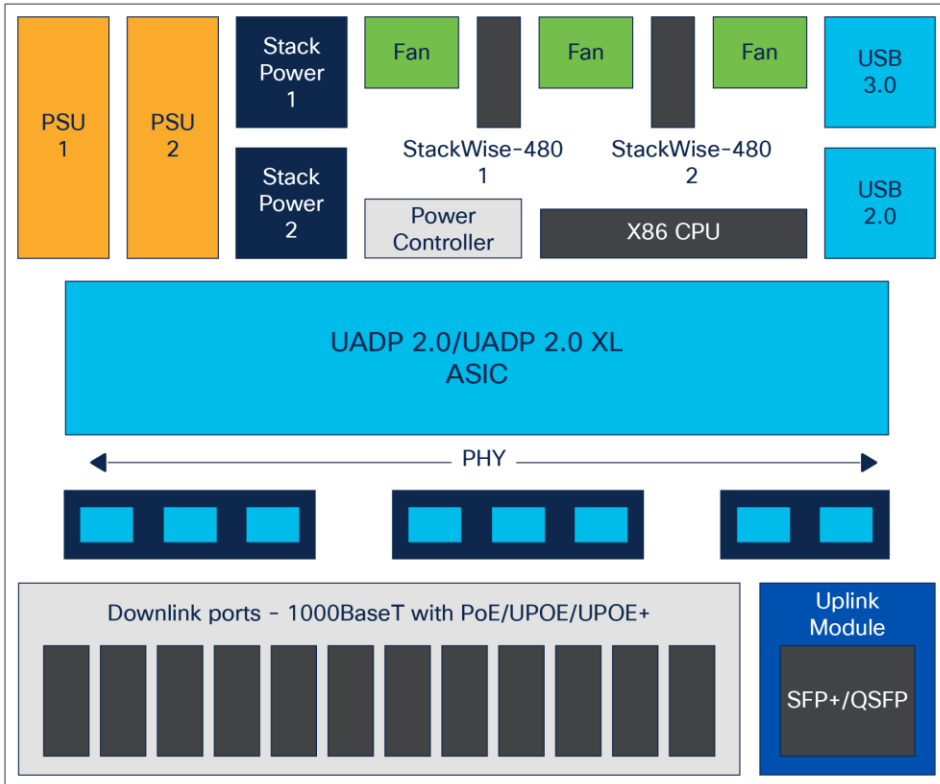 PSU
1
PSU
2
Stack
Power
1
Stack
Power
2
Fan
Fan
Fan
StackWise-480
1
StackWise-480
2
USB
3.0
USB
2.0
Power
Controller
X86 CPU
UADP 2.0/UADP 2.0 XL
ASIC
PHY
Downlink ports - 1000BaseT with PoE/UPOE/UPOE+
Uplink
Module
SFP+/QSFP